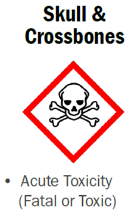 Skull &
Crossbones
• Acute Toxicity
(Fatal or Toxic)